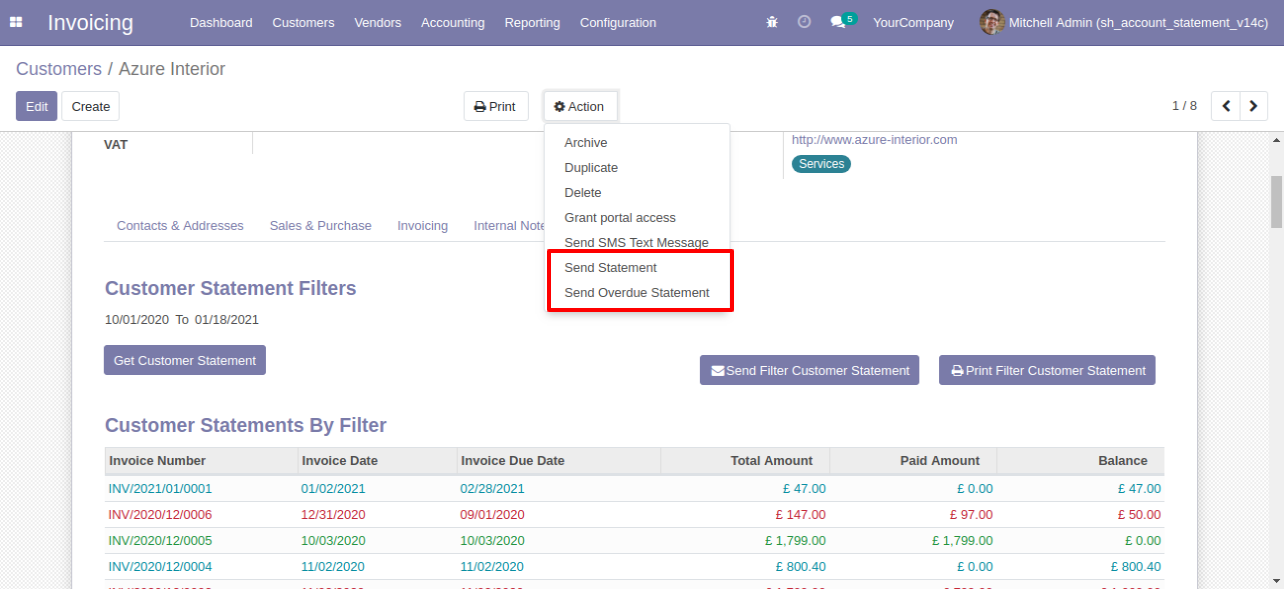 Invoicing Dashboard Customers Vendors Accounting Reporting Configuration 5 YourCompany Mitchell Admin (sh_account_statement_v14c)
Customers / Azure Interior
Edit Create Print Action 1 / 8
VAT
http://www.azure-interior.com
Services
Archive
Duplicate
Delete
Grant portal access
Send SMS Text Message
Send Statement
Send Overdue Statement
Contacts & Addresses Sales & Purchase Invoicing Internal Note
Customer Statement Filters
10/01/2020 To 01/18/2021
Get Customer Statement
Send Filter Customer Statement Print Filter Customer Statement
Customer Statements By Filter
Invoice Number Invoice Date Invoice Due Date Total Amount Paid Amount Balance
INV/2021/01/0001 01/02/2021 02/28/2021 £ 47.00 £ 0.00 £ 47.00
INV/2020/12/0006 12/31/2020 09/01/2020 £ 147.00 £ 97.00 £ 50.00
INV/2020/12/0005 10/03/2020 10/03/2020 £ 1,799.00 £ 1,799.00 £ 0.00
INV/2020/12/0004 11/02/2020 11/02/2020 £ 800.40 £ 0.00 £ 800.40